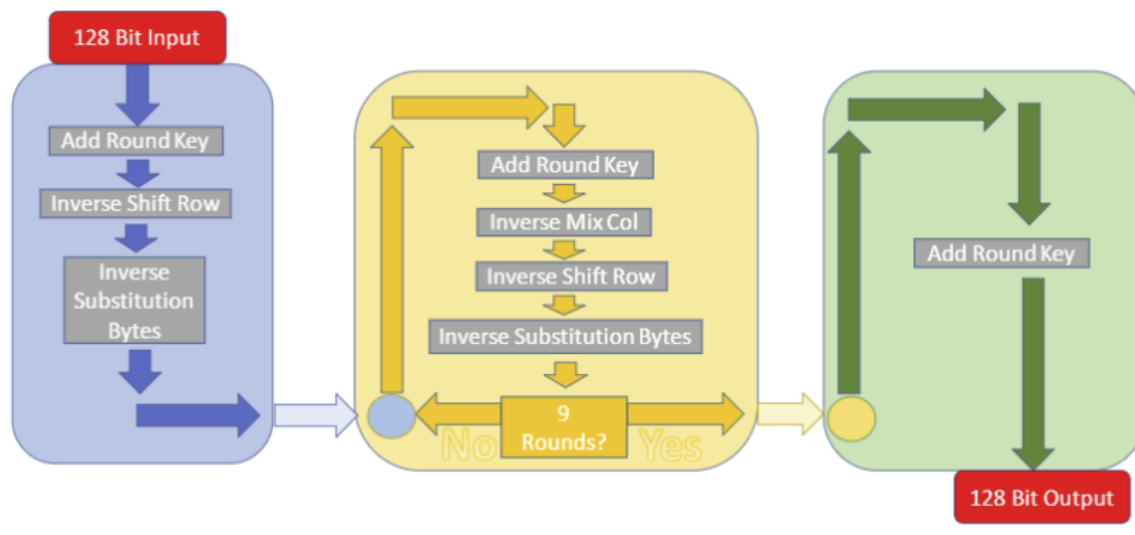 128 Bit Input
Add Round Key
Inverse Shift Row
Inverse
Substitution
Bytes
Add Round Key
Inverse Mix Col
Inverse Shift Row
Inverse Substitution Bytes
9
Rounds?
No
Yes
Add Round Key
128 Bit Output